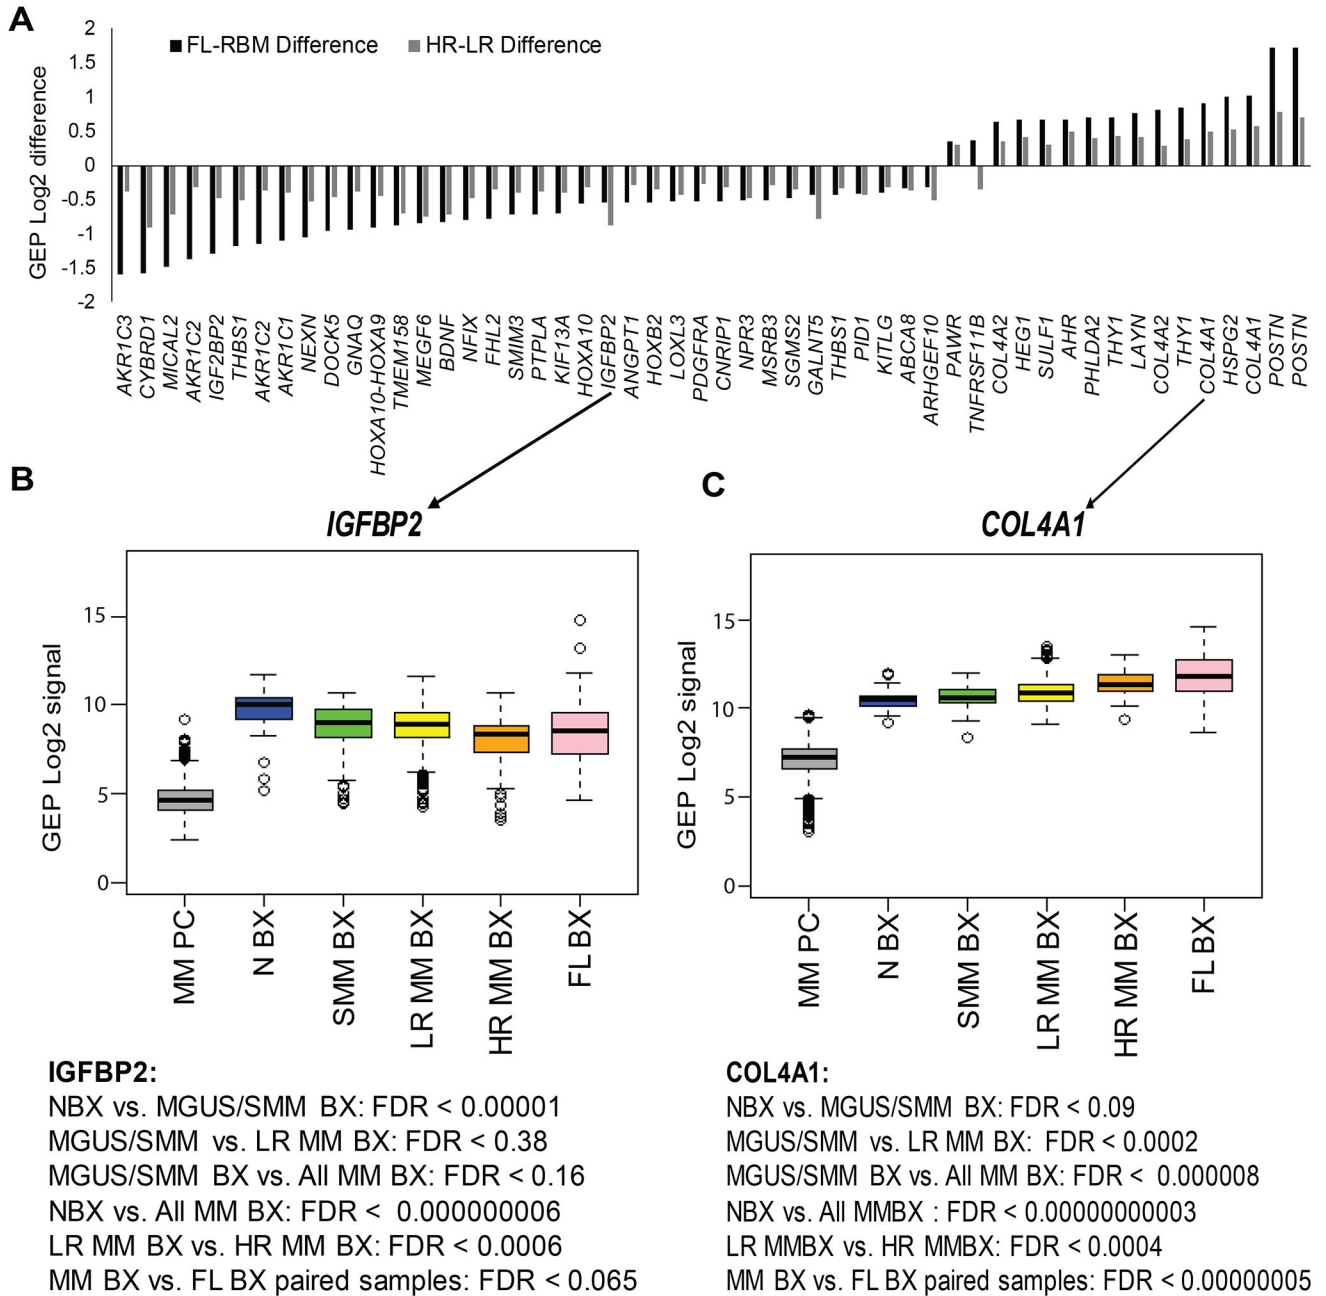 A
2
1.5
1
0.5
0
-0.5
-1
-1.5
-2
GEP Log2 difference
FL-RBM Difference
HR-LR Difference
AKR1C3
CYBRD1
MICAL2
AKR1C2
IGF2BP2
THBS1
AKR1C2
AKR1C1
NEXN
DOCK5
GNAQ
HOXA10-HOXA9
TMEM158
MEGF6
BDNF
NFIX
FHL2
SMIM3
PTPLA
KIF13A
HOXA10
IGFBP2
ANGPT1
HOXB2
LOXL3
PDGFRA
CNRIP1
NPR3
MSRB3
SGMS2
GALNT5
THBS1
PID1
KITLG
ABCA8
ARHGEF10
PAWR
TNFRSF11B
COL4A2
HEG1
SULF1
AHR
PHLDA2
THY1
LAYN
COL4A2
THY1
COL4A1
HSPG2
COL4A1
POSTN
POSTN
B
IGFBP2
15
10
5
0
GEP Log2 signal
MM PC
N BX
SMM BX
LR MM BX
HR MM BX
FL BX
IGFBP2:
NBX vs. MGUS/SMM BX: FDR < 0.00001
MGUS/SMM vs. LR MM BX: FDR < 0.38
MGUS/SMM BX vs. All MM BX: FDR < 0.16
NBX vs. All MM BX: FDR < 0.000000006
LR MM BX vs. HR MM BX: FDR < 0.0006
MM BX vs. FL BX paired samples: FDR < 0.065
C
COL4A1
15
10
5
0
GEP Log2 signal
MM PC
N BX
SMM BX
LR MM BX
HR MM BX
FL BX
COL4A1:
NBX vs. MGUS/SMM BX: FDR < 0.09
MGUS/SMM vs. LR MM BX: FDR < 0.0002
MGUS/SMM BX vs. All MM BX: FDR < 0.000008
NBX vs. All MMBX : FDR < 0.00000000003
LR MMBX vs. HR MMBX: FDR < 0.0004
MM BX vs. FL BX paired samples: FDR < 0.00000005